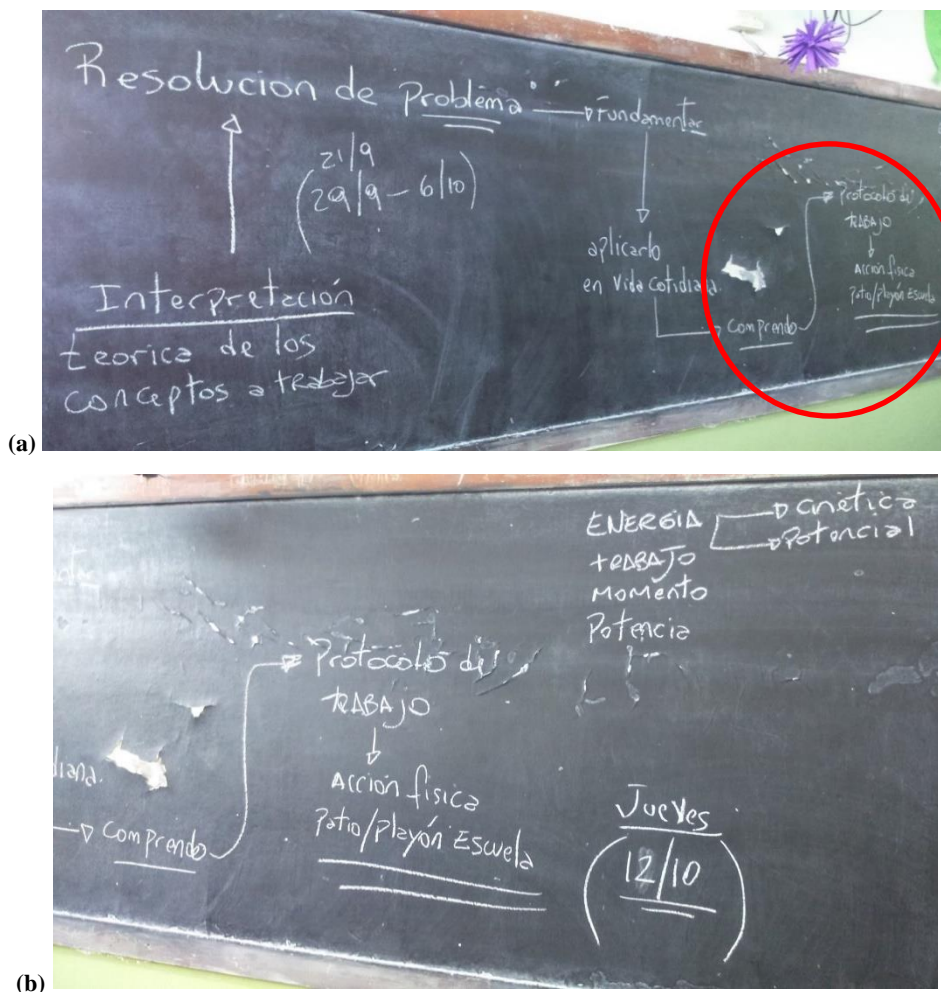 Resolucion de problema
Fundamentar
21/9
(29/9 - 6/10)
aplicarlo
en Vida cotidiana.
Comprendo
Protocolo de
TRABAJO
Acción física
Patio/playón Escuela
Interpretación
teorica de los
conceptos a trabajar
(a)
ENERGIA
cinética
Potencial
TRABAJO
MOMENTO
Potencia
Protocolo de
TRABAJO
Acción física
Patio/playón Escuela
diana.
Comprendo
Jueves
(12/10)
(b)